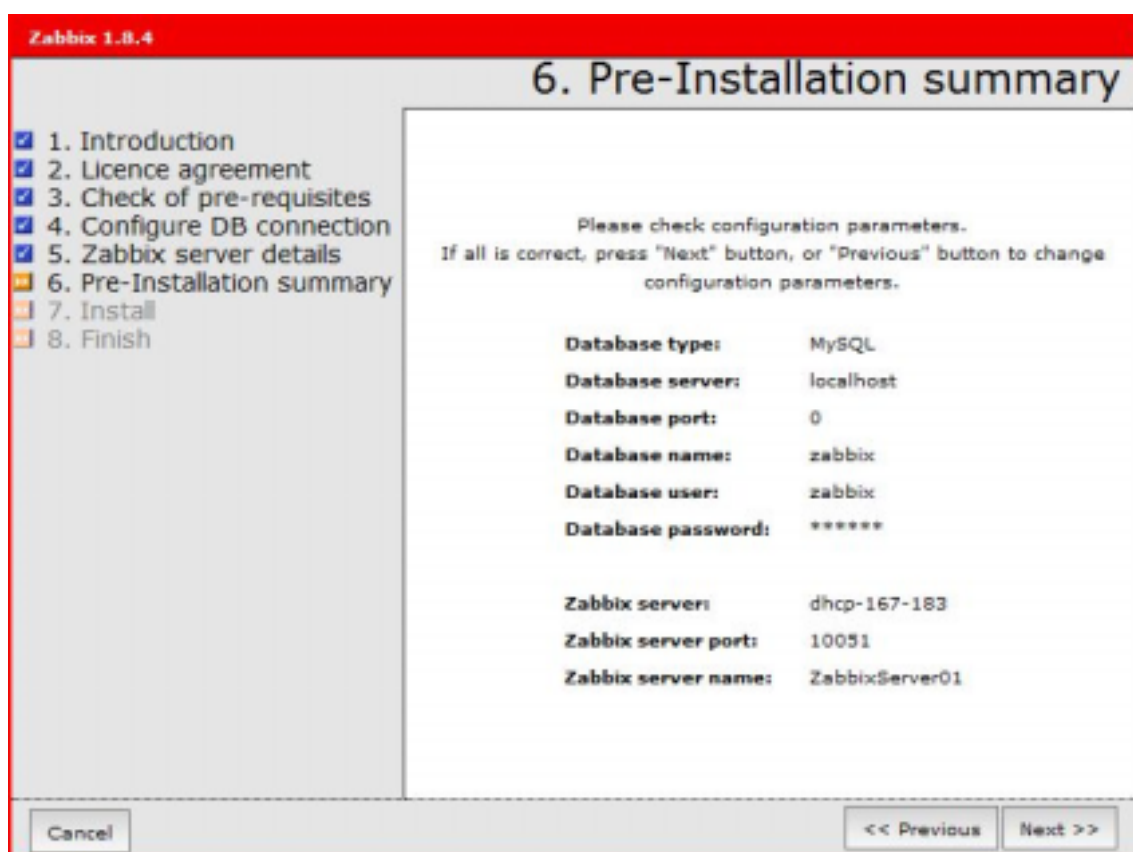 Zabbix 1.8.4
6. Pre-Installation summary
1. Introduction
2. Licence agreement
3. Check of pre-requisites
4. Configure DB connection
5. Zabbix server details
6. Pre-Installation summary
7. Install
8. Finish
Please check configuration parameters.
If all is correct, press "Next" button, or "Previous" button to change
configuration parameters.
Database type: MySQL
Database server: localhost
Database port: 0
Database name: zabbix
Database user: zabbix
Database password: ******
Zabbix server: dhcp-167-183
Zabbix server port: 10051
Zabbix server name: ZabbixServer01
Cancel << Previous Next >>